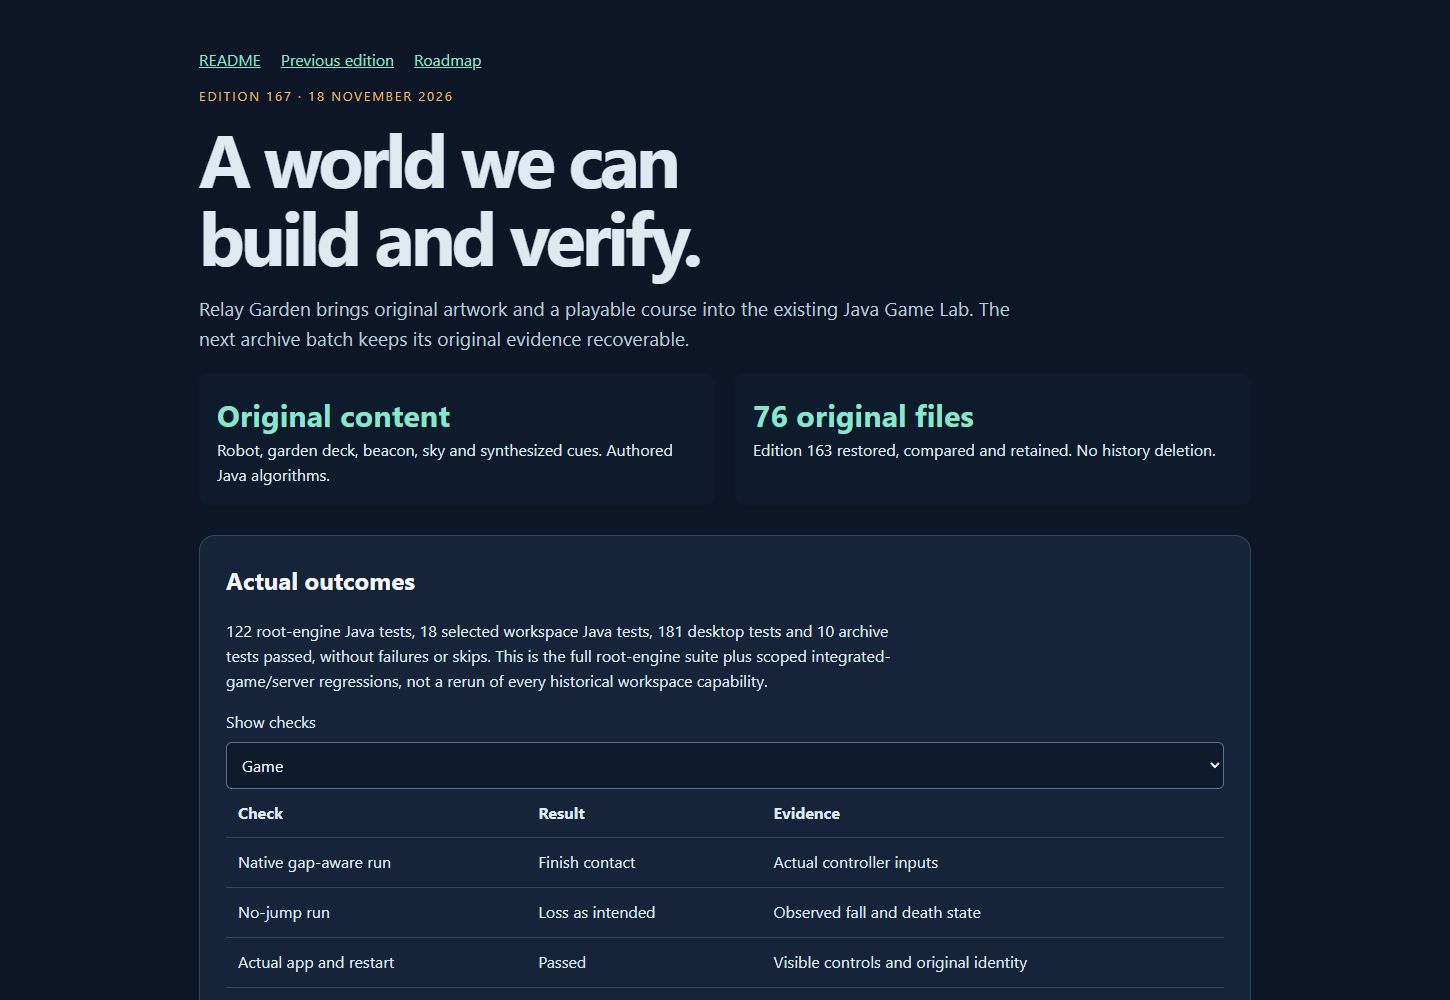 README Previous edition Roadmap
EDITION 167 · 18 NOVEMBER 2026
A world we can
build and verify.
Relay Garden brings original artwork and a playable course into the existing Java Game Lab. The
next archive batch keeps its original evidence recoverable.
Original content
Robot, garden deck, beacon, sky and synthesized cues. Authored
Java algorithms.
76 original files
Edition 163 restored, compared and retained. No history deletion.
Actual outcomes
122 root-engine Java tests, 18 selected workspace Java tests, 181 desktop tests and 10 archive
tests passed, without failures or skips. This is the full root-engine suite plus scoped integrated-
game/server regressions, not a rerun of every historical workspace capability.
Show checks
Game
Check Result Evidence
Native gap-aware run Finish contact Actual controller inputs
No-jump run Loss as intended Observed fall and death state
Actual app and restart Passed Visible controls and original identity